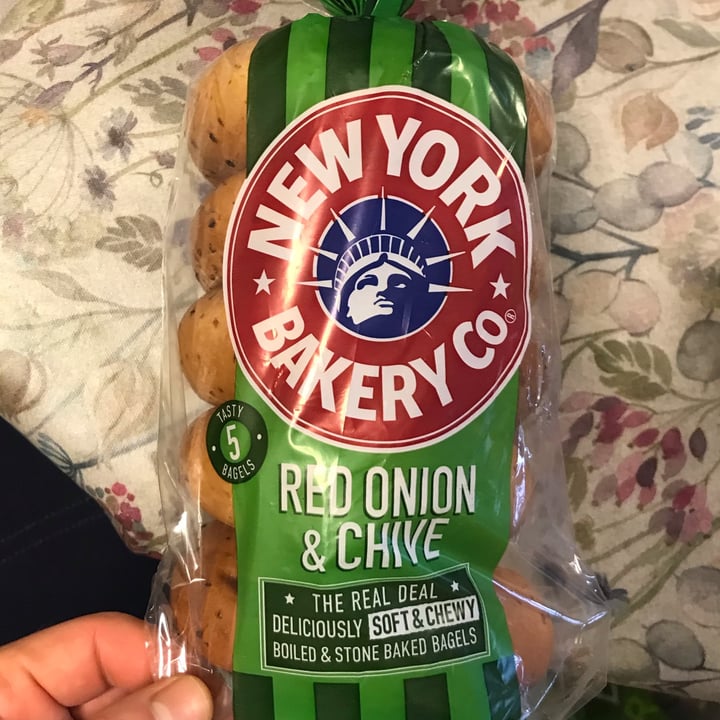 NEW YORK
BAKERY CO.®
TASTY
5
BAGELS
RED ONION
& CHIVE
THE REAL DEAL
DELICIOUSLY SOFT & CHEWY
BOILED & STONE BAKED BAGELS